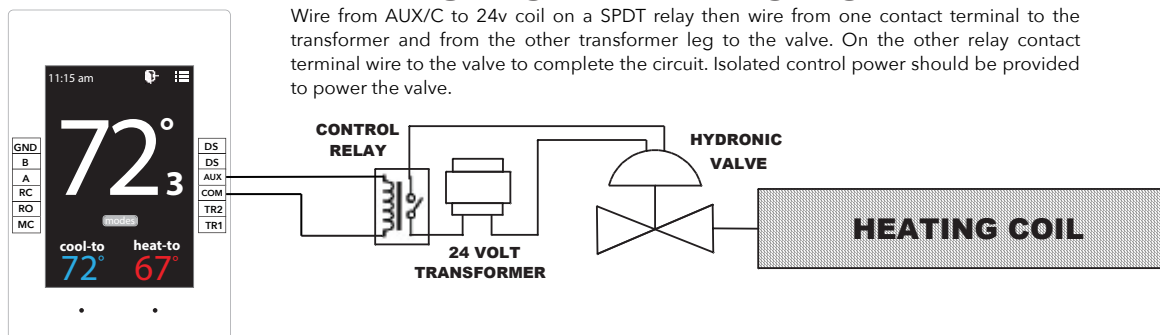 Wire from AUX/C to 24v coil on a SPDT relay then wire from one contact terminal to the
transformer and from the other transformer leg to the valve. On the other relay contact
terminal wire to the valve to complete the circuit. Isolated control power should be provided
to power the valve.
11:15 am
72°
3
modes
cool-to
72°
heat-to
67°
GND
B
A
RC
RO
MC
DS
DS
AUX
COM
TR2
TR1
CONTROL
RELAY
24 VOLT
TRANSFORMER
HYDRONIC
VALVE
HEATING COIL